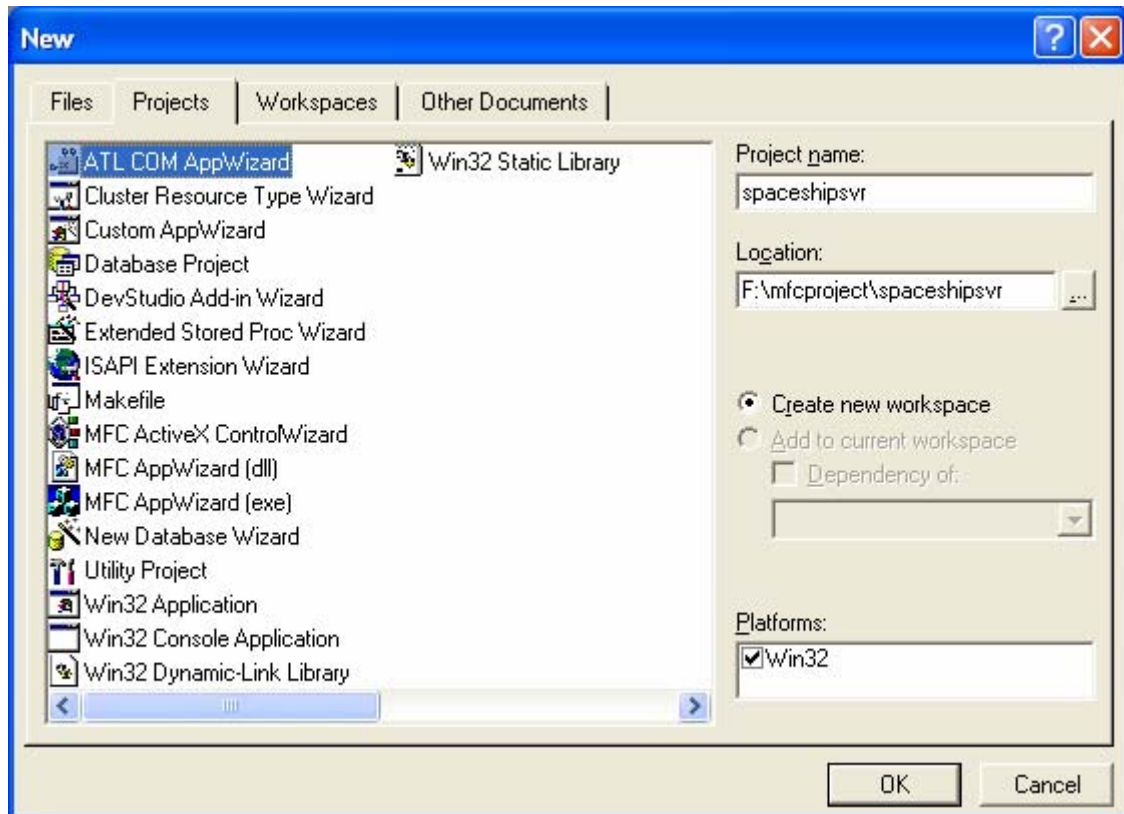 New
Files Projects Workspaces Other Documents
ATL COM AppWizard
Cluster Resource Type Wizard
Custom AppWizard
Database Project
DevStudio Add-in Wizard
Extended Stored Proc Wizard
ISAPI Extension Wizard
Makefile
MFC ActiveX ControlWizard
MFC AppWizard (dll)
MFC AppWizard (exe)
New Database Wizard
Utility Project
Win32 Application
Win32 Console Application
Win32 Dynamic-Link Library
Win32 Static Library
Project name:
spaceshipsvr
Location:
F:\mfcproject\spaceshipsvr ...
Create new workspace
Add to current workspace
Dependency of:
Platforms:
Win32
OK Cancel